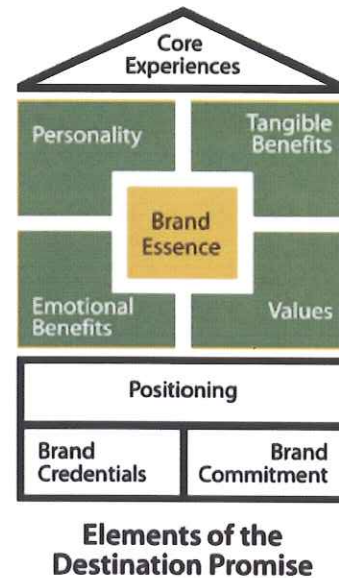 Core
Experiences
Personality
Tangible
Benefits
Brand
Essence
Emotional
Benefits
Values
Positioning
Brand
Credentials
Brand
Commitment
Elements of the
Destination Promise